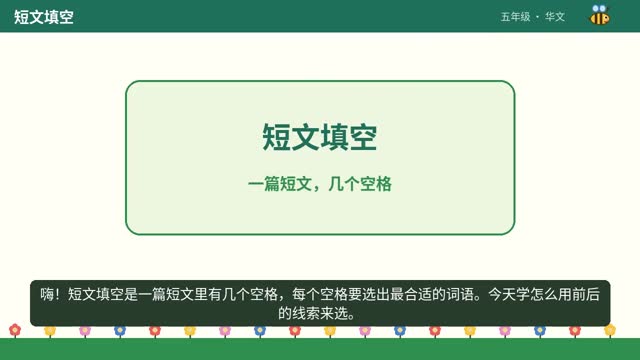 短文填空
五年级 · 华文
短文填空
一篇短文，几个空格
嗨！短文填空是一篇短文里有几个空格，每个空格要选出最合适的词语。今天学怎么用前后
的线索来选。